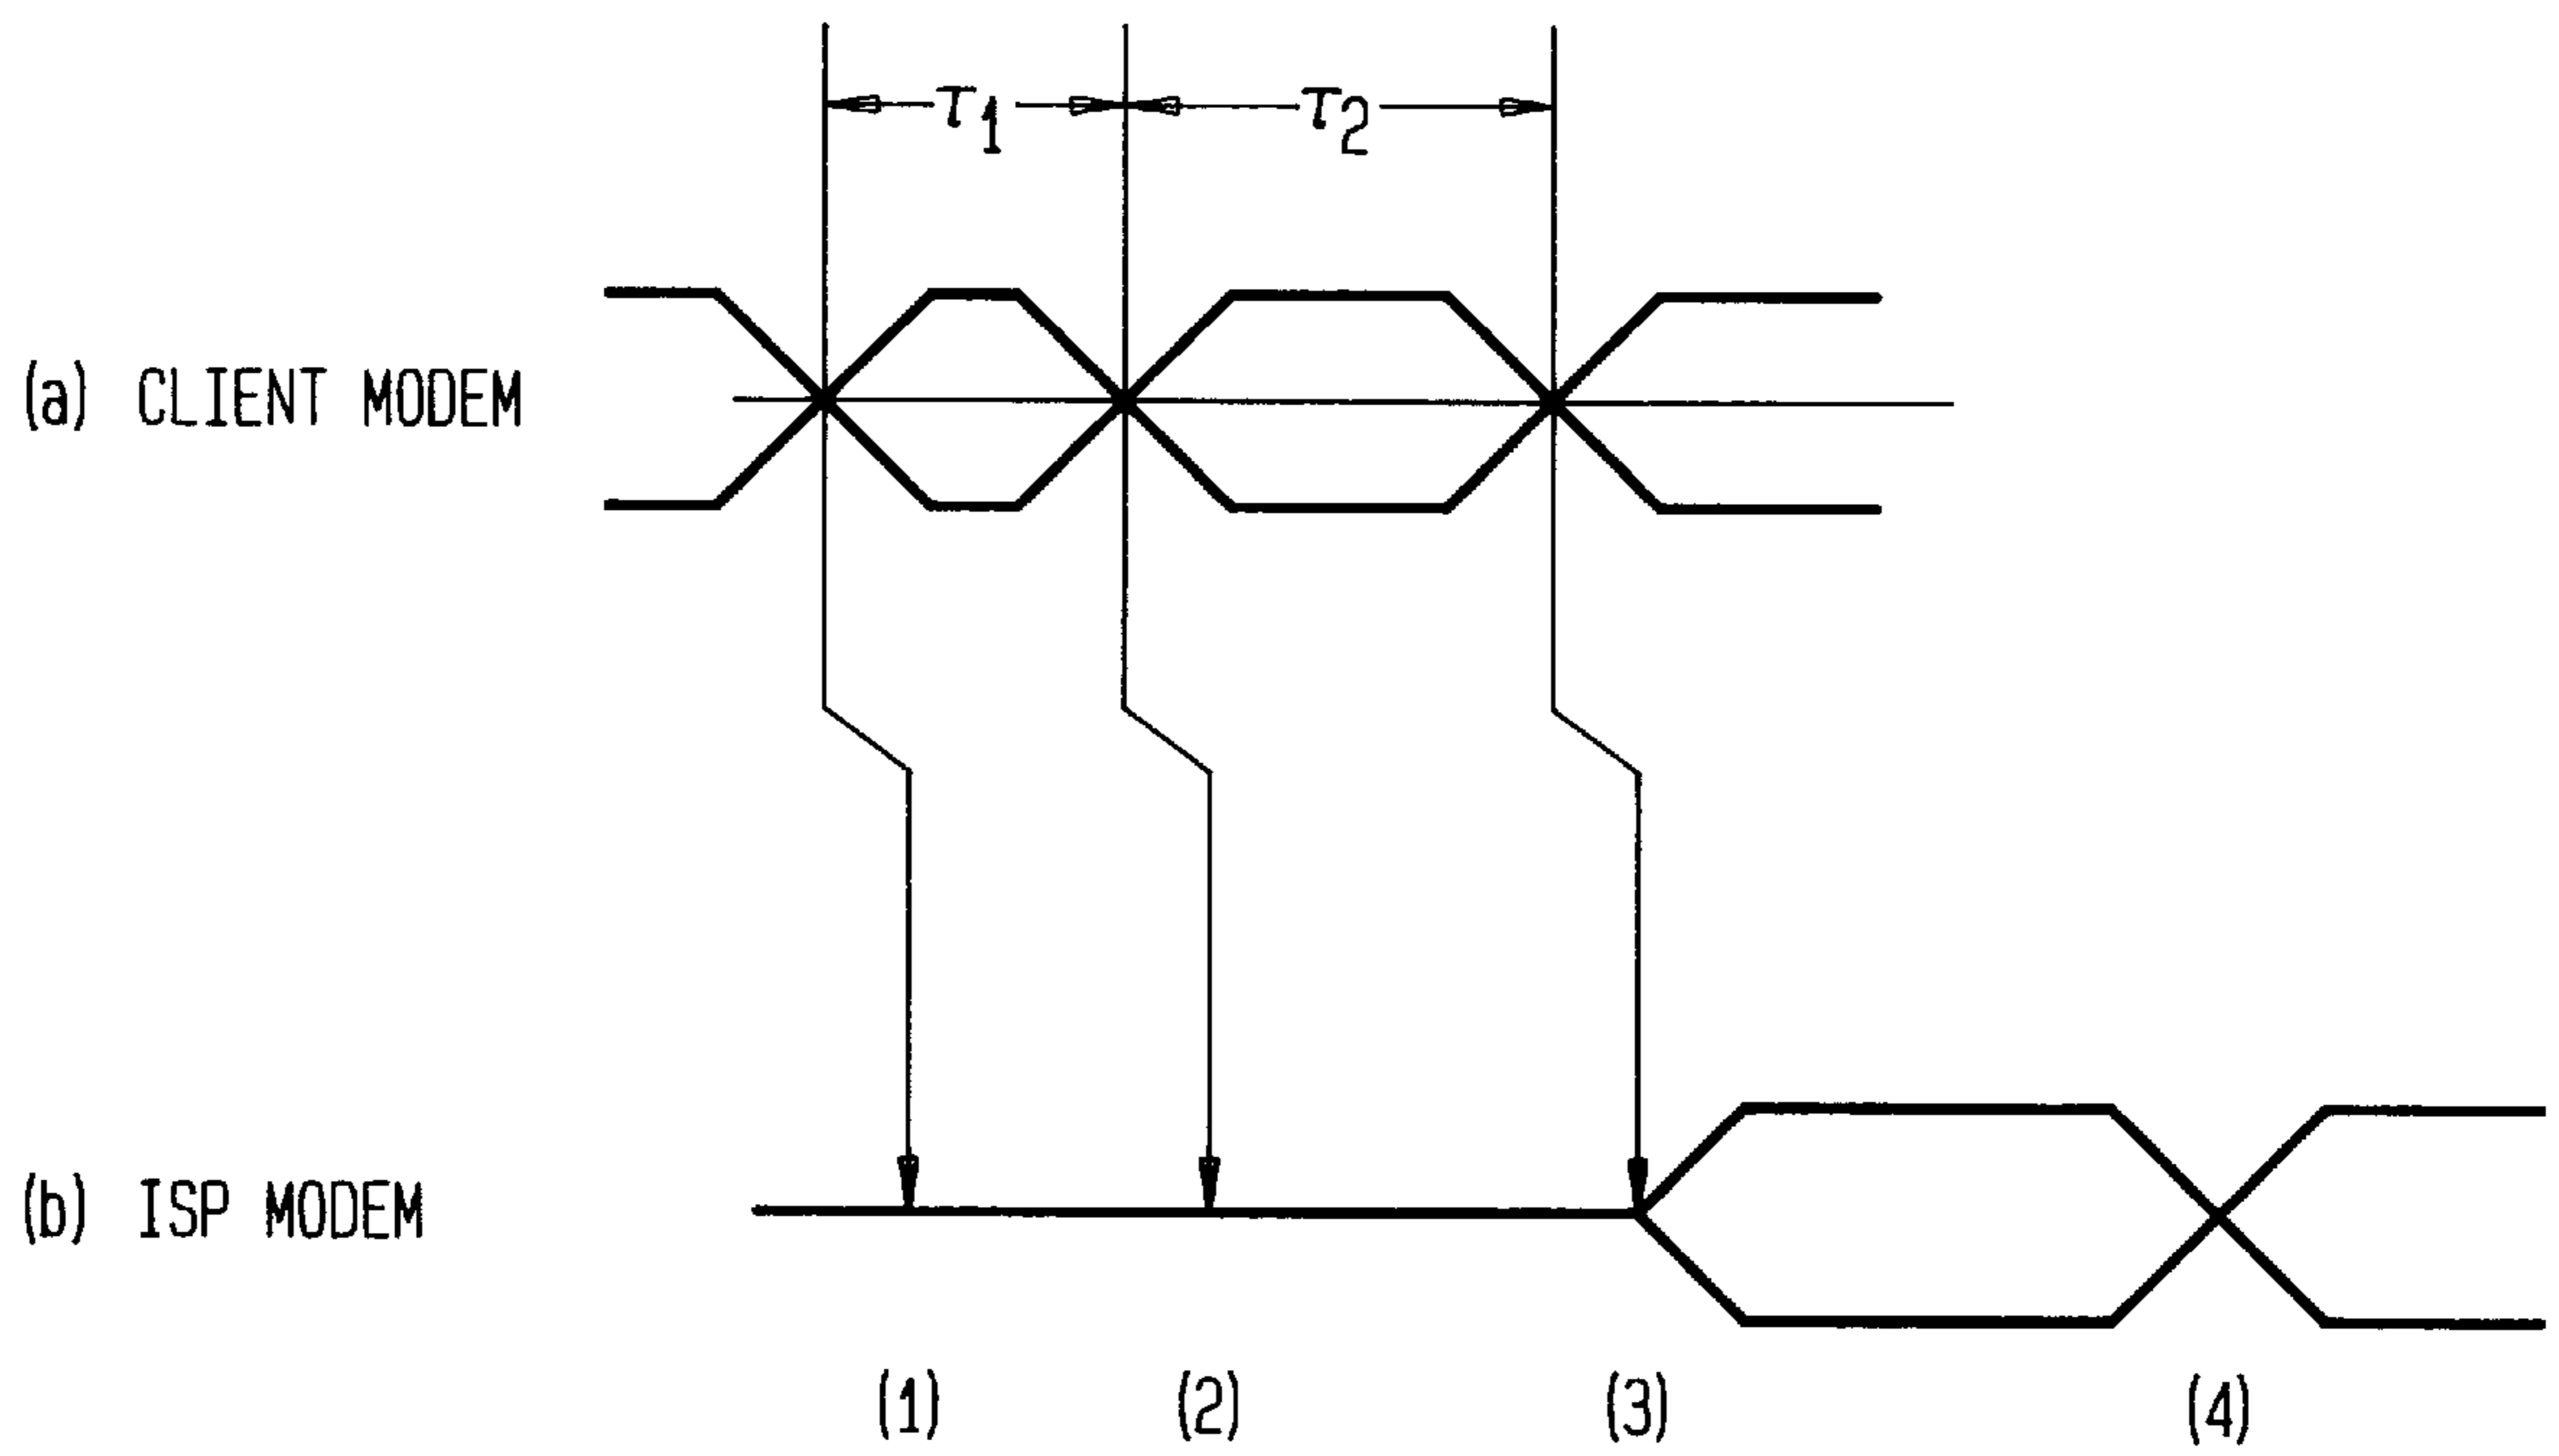 τ1 τ2
(a) CLIENT MODEM
(b) ISP MODEM
(1) (2) (3) (4)